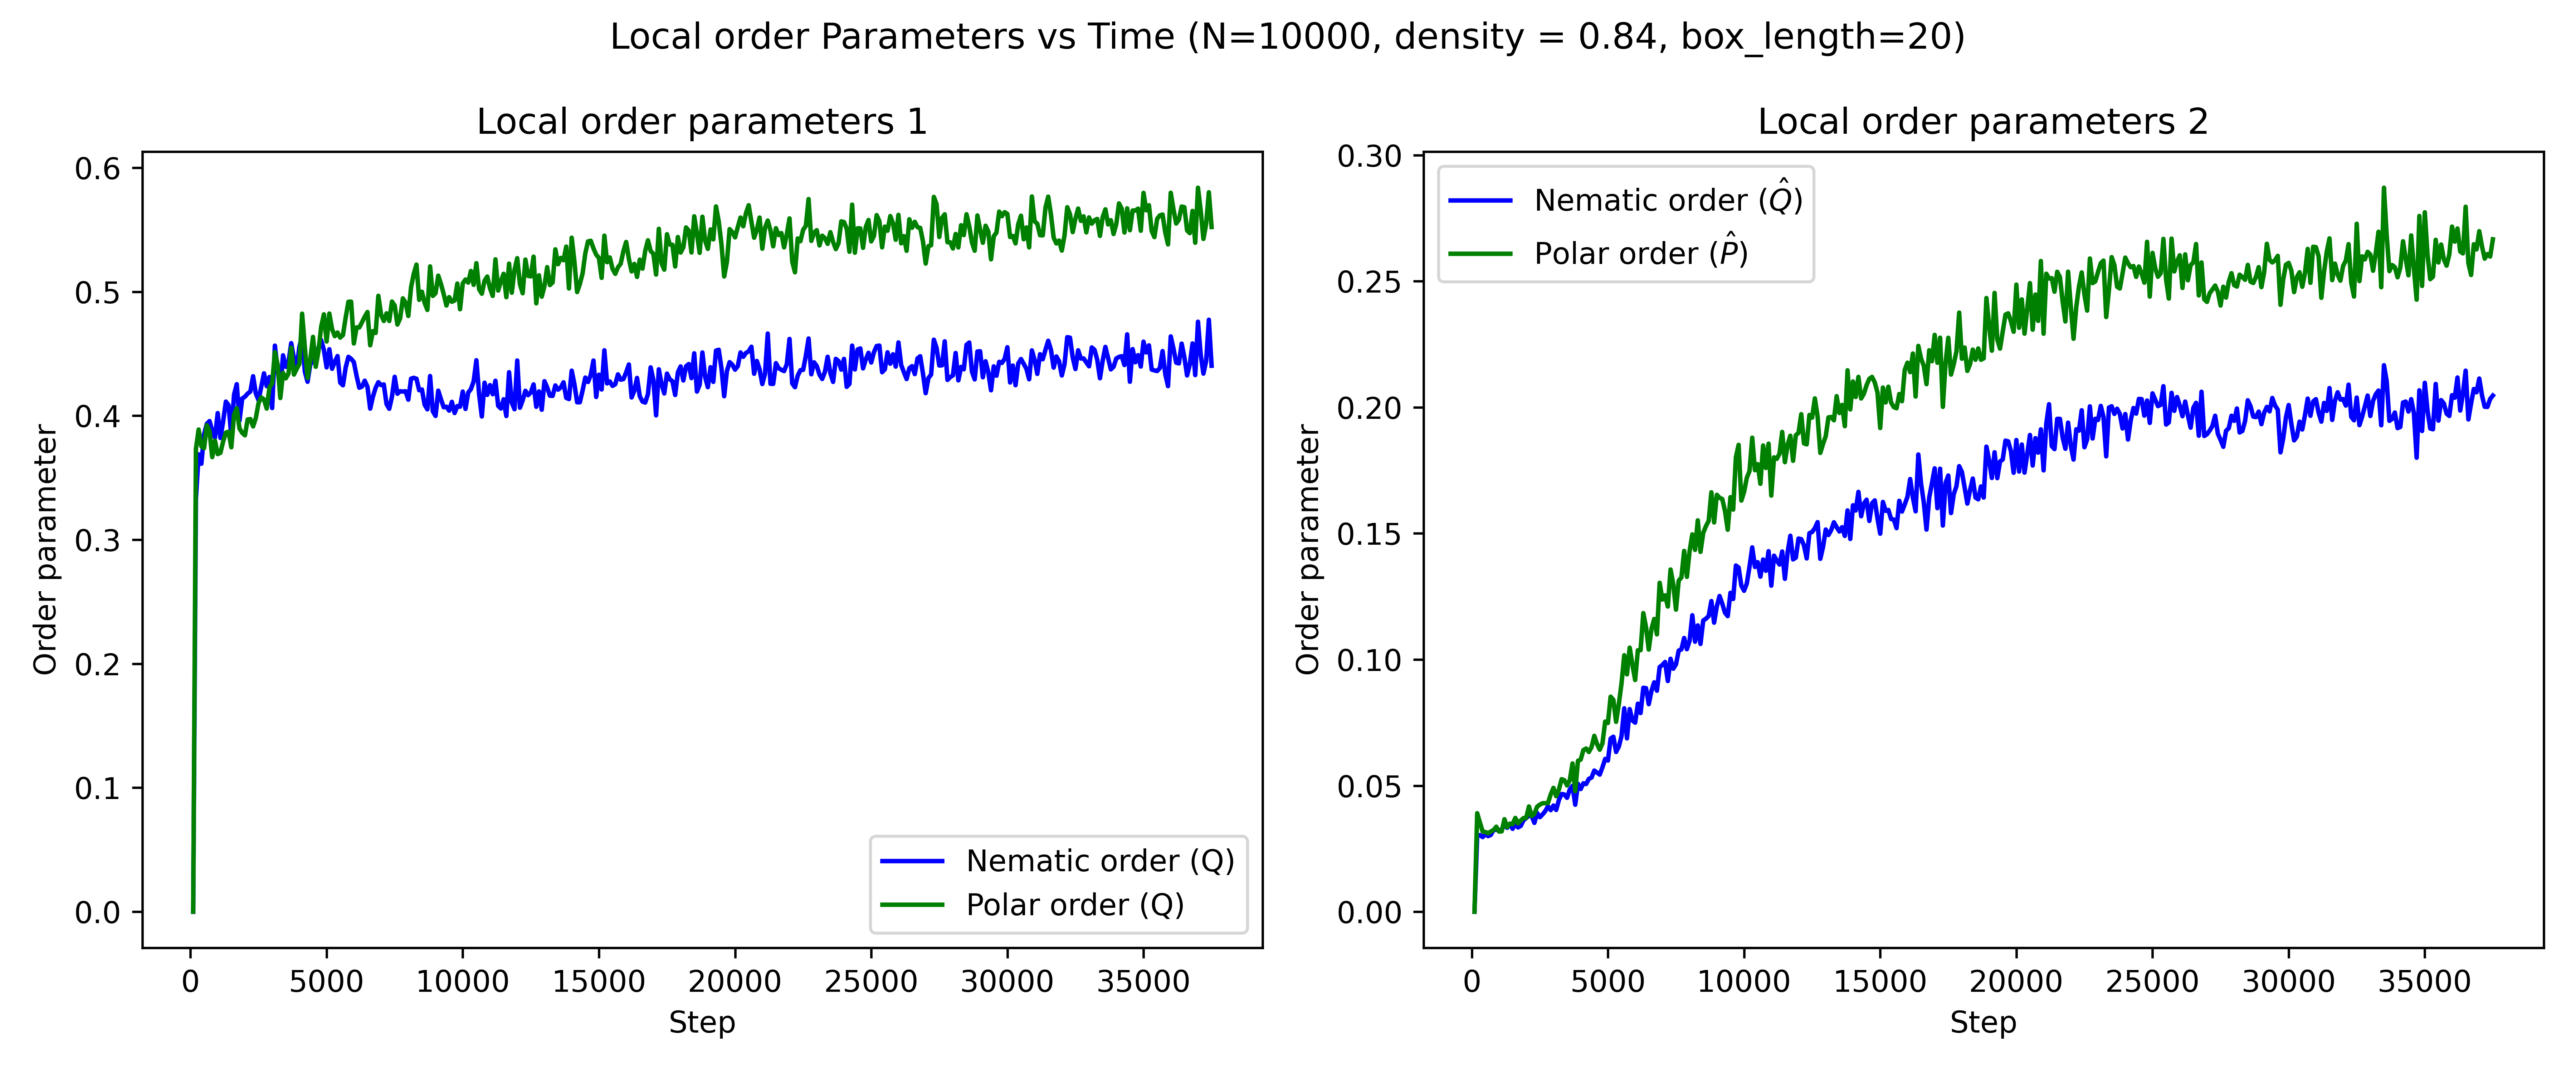 Local order Parameters vs Time (N=10000, density = 0.84, box_length=20)
Local order parameters 1
0.6
0.5
0.4
0.3
0.2
0.1
0.0
Order parameter
0 5000 10000 15000 20000 25000 30000 35000
Step
Nematic order (Q)
Polar order (Q)
Local order parameters 2
0.30
0.25
0.20
0.15
0.10
0.05
0.00
Order parameter
0 5000 10000 15000 20000 25000 30000 35000
Step
Nematic order (Q̂)
Polar order (P̂)